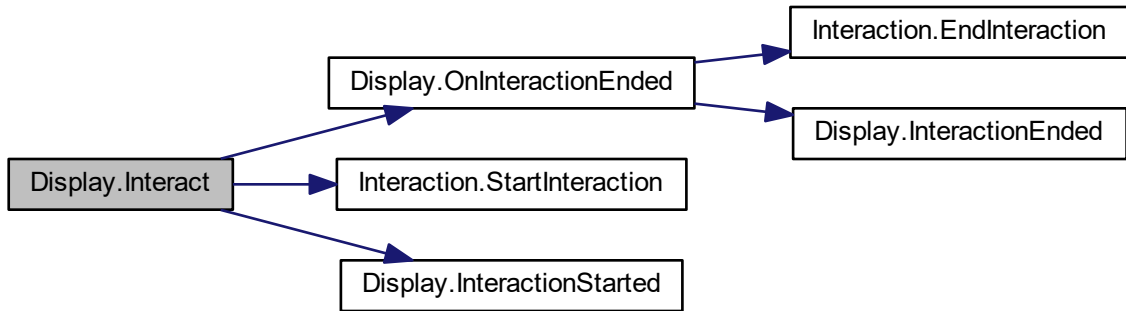 Interaction.EndInteraction
Display.OnInteractionEnded
Display.InteractionEnded
Display.Interact
Interaction.StartInteraction
Display.InteractionStarted